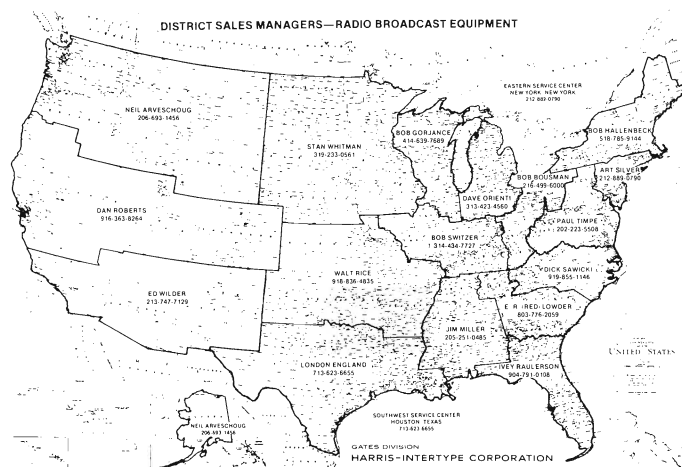 DISTRICT SALES MANAGERS—RADIO BROADCAST EQUIPMENT
EASTERN SERVICE CENTER
NEW YORK NEW YORK
212 889 0790
NEIL ARVESCHOUG
206-693-1456
STAN WHITMAN
319-233-0561
BOB GORJANCE
414-639-7689
BOB HALLENBECK
518-785-9144
DAVE ORIENTI
313-423-4560
BOB BOUSMAN
216-499-6000
ART SILVER
212-889-0790
DAN ROBERTS
916-363-8264
BOB SWITZER
314-434-7727
PAUL TIMPE
202-223-5508
WALT RICE
918-836-4835
DICK SAWICKI
919-855-1146
ED WILDER
213-747-7129
E R (RED) LOWDER
803-776-2059
JIM MILLER
205-251-0485
LONDON ENGLAND
713-623-6655
IVEY RAULERSON
904-791-0108
UNITED STATES
NEIL ARVESCHOUG
206-693 1456
SOUTHWEST SERVICE CENTER
HOUSTON TEXAS
713 623 6655
GATES DIVISION
HARRIS-INTERTYPE CORPORATION